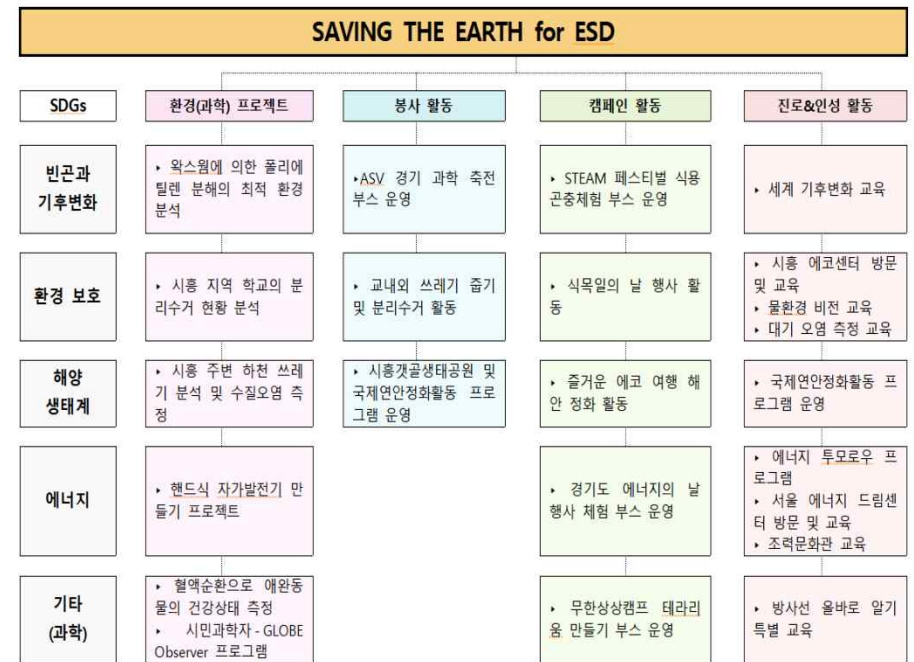 SAVING THE EARTH for ESD
SDGs
환경(과학) 프로젝트
봉사 활동
캠페인 활동
진로&인성 활동
빈곤과
기후변화
‣ 왁스웜에 의한 폴리에
틸렌 분해의 최적 환경
분석
‣ASV 경기 과학 축전
부스 운영
‣ STEAM 페스티벌 식용
곤충체험 부스 운영
‣ 세계 기후변화 교육
환경 보호
‣ 시흥 지역 학교의 분
리수거 현황 분석
‣ 교내외 쓰레기 줍기
및 분리수거 활동
‣ 식목일의 날 행사 활
동
‣ 시흥 에코센터 방문
및 교육
‣ 물환경 비전 교육
‣ 대기 오염 측정 교육
해양
생태계
‣ 시흥 주변 하천 쓰레
기 분석 및 수질오염 측
정
‣ 시흥갯골생태공원 및
국제연안정화활동 프로
그램 운영
‣ 즐거운 에코 여행 해
안 정화 활동
‣ 국제연안정화활동 프
로그램 운영
에너지
‣ 핸드식 자가발전기 만
들기 프로젝트
‣ 경기도 에너지의 날
행사 체험 부스 운영
‣ 에너지 투모로우 프
로그램
‣ 서울 에너지 드림센
터 방문 및 교육
‣ 조력문화관 교육
기타
(과학)
‣ 혈액순환으로 애완동
물의 건강상태 측정
‣ 시민과학자 - GLOBE
Observer 프로그램
‣ 무한상상캠프 테라리
움 만들기 부스 운영
‣ 방사선 올바로 알기
특별 교육